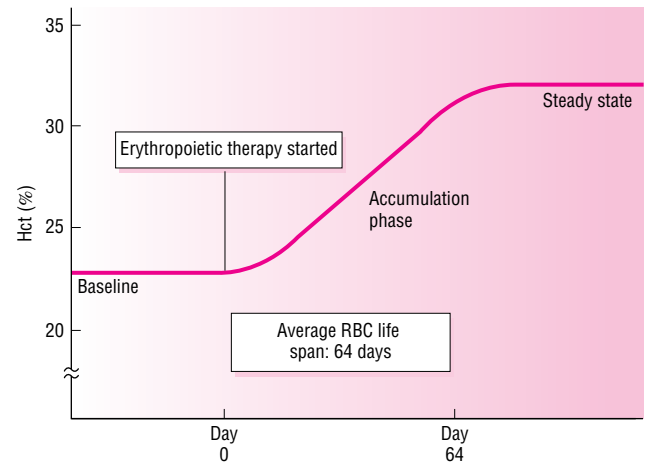 35
30
25
20
Hct (%)
Erythropoietic therapy started
Steady state
Accumulation
phase
Baseline
Average RBC life
span: 64 days
Day
0
Day
64